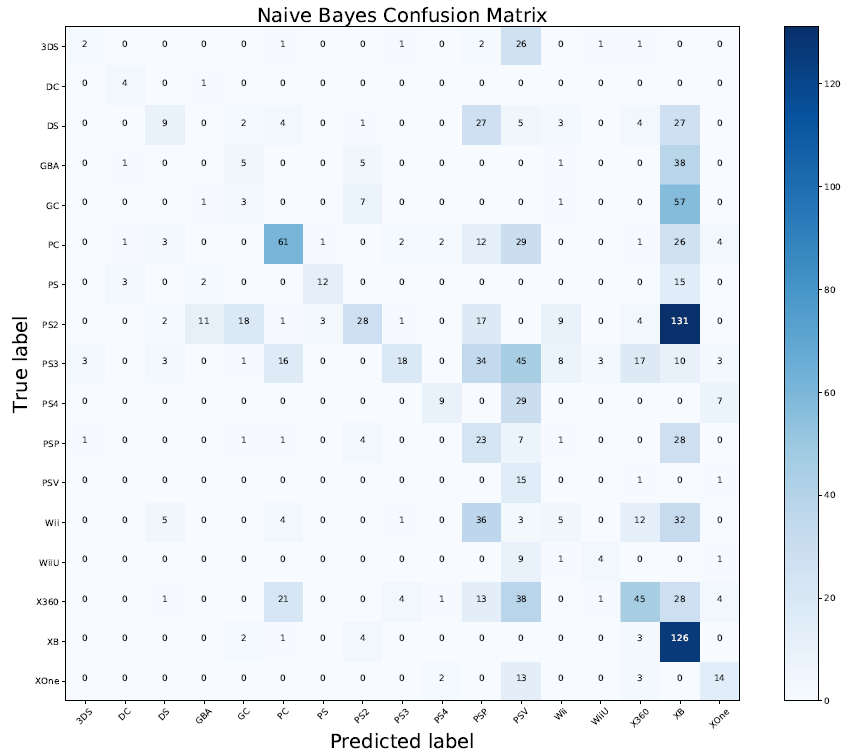 Naive Bayes Confusion Matrix
3DS 2 0 0 0 0 1 0 0 1 0 2 26 0 1 1 0 0
DC 0 4 0 1 0 0 0 0 0 0 0 0 0 0 0 0 0
DS 0 0 9 0 2 4 0 1 0 0 27 5 3 0 4 27 0
GBA 0 1 0 0 5 0 0 5 0 0 0 0 1 0 0 38 0
GC 0 0 0 1 3 0 0 7 0 0 0 0 1 0 0 57 0
PC 0 1 3 0 0 61 1 0 2 2 12 29 0 0 1 26 4
PS 0 3 0 2 0 0 12 0 0 0 0 0 0 0 0 15 0
PS2 0 0 2 11 18 1 3 28 1 0 17 0 9 0 4 131 0
PS3 3 0 3 0 1 16 0 0 18 0 34 45 8 3 17 10 3
PS4 0 0 0 0 0 0 0 0 0 9 0 29 0 0 0 0 7
PSP 1 0 0 0 1 1 0 4 0 0 23 7 1 0 0 28 0
PSV 0 0 0 0 0 0 0 0 0 0 0 15 0 0 1 0 1
Wii 0 0 5 0 0 4 0 0 1 0 36 3 5 0 12 32 0
WiiU 0 0 0 0 0 0 0 0 0 0 0 9 1 4 0 0 1
X360 0 0 1 0 0 21 0 0 4 1 13 38 0 1 45 28 4
XB 0 0 0 0 2 1 0 4 0 0 0 0 0 0 3 126 0
XOne 0 0 0 0 0 0 0 0 0 2 0 13 0 0 3 0 14
3DS DC DS GBA GC PC PS PS2 PS3 PS4 PSP PSV Wii WiiU X360 XB XOne
Predicted label
True label
120
100
80
60
40
20
0